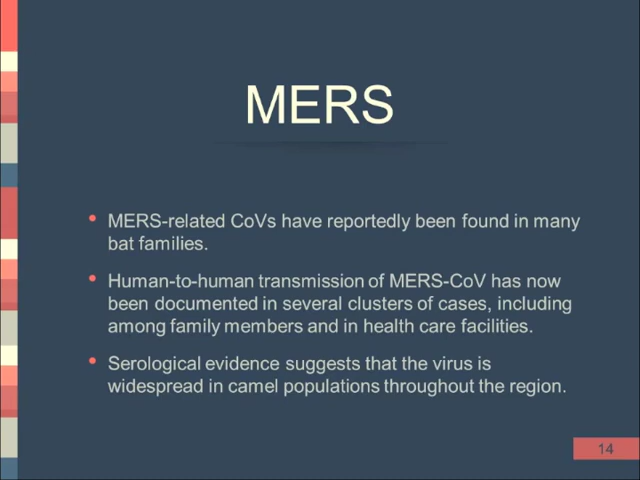 MERS
• MERS-related CoVs have reportedly been found in many
bat families.
• Human-to-human transmission of MERS-CoV has now
been documented in several clusters of cases, including
among family members and in health care facilities.
• Serological evidence suggests that the virus is
widespread in camel populations throughout the region.
14